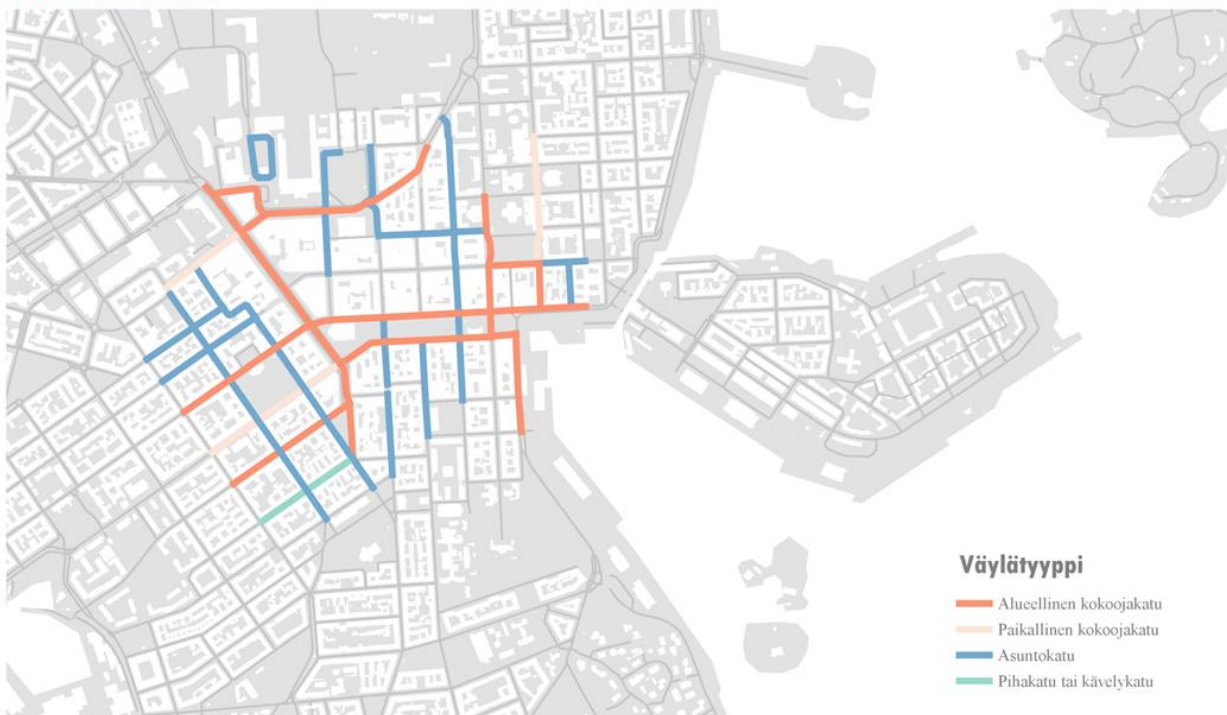 Väylätyyppi
Alueellinen kokoojakatu
Paikallinen kokoojakatu
Asuntokatu
Pihakatu tai kävelykatu